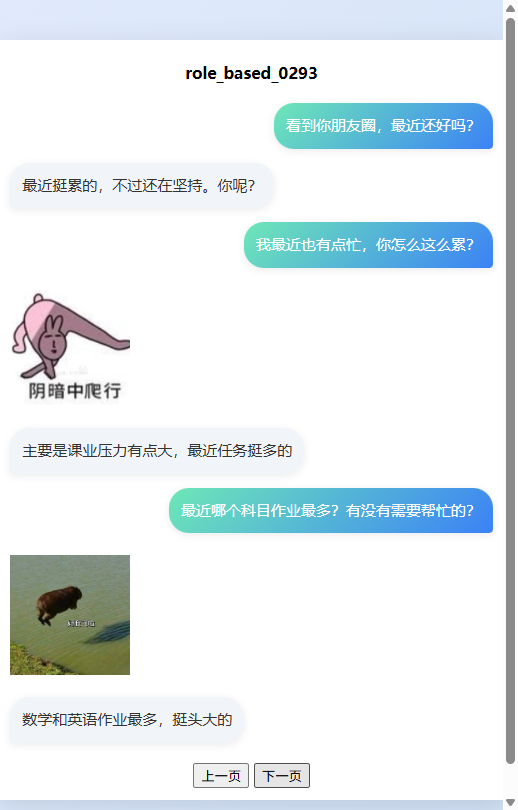 role_based_0293
看到你朋友圈，最近还好吗？
最近挺累的，不过还在坚持。你呢？
我最近也有点忙，你怎么这么累？
阴暗中爬行
主要是课业压力有点大，最近任务挺多的
最近哪个科目作业最多？有没有需要帮忙的？
数学和英语作业最多，挺头大的
上一页 下一页